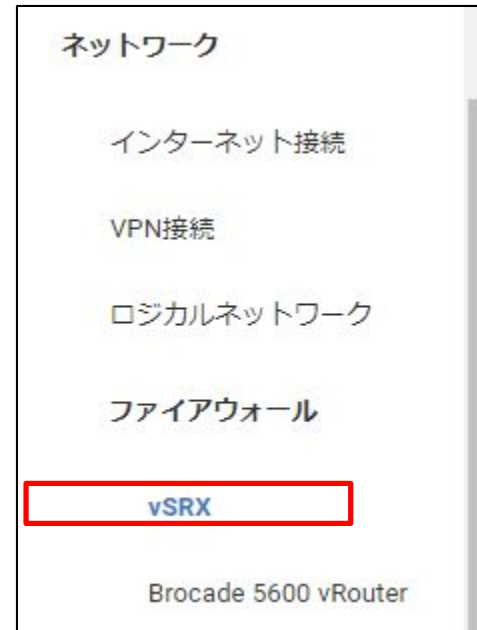 ネットワーク
インターネット接続
VPN接続
ロジカルネットワーク
ファイアウォール
vSRX
Brocade 5600 vRouter